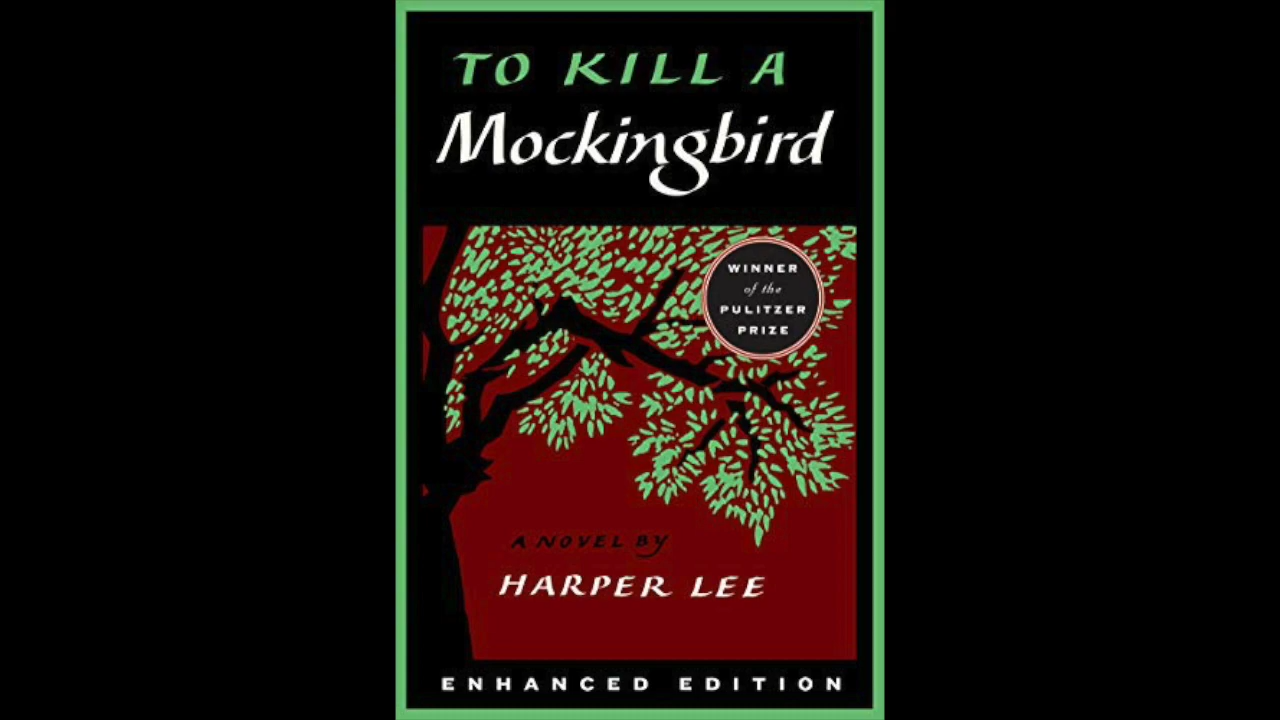 TO KILL A
Mockingbird
WINNER
of the
PULITZER
PRIZE
A NOVEL BY
HARPER LEE
ENHANCED EDITION